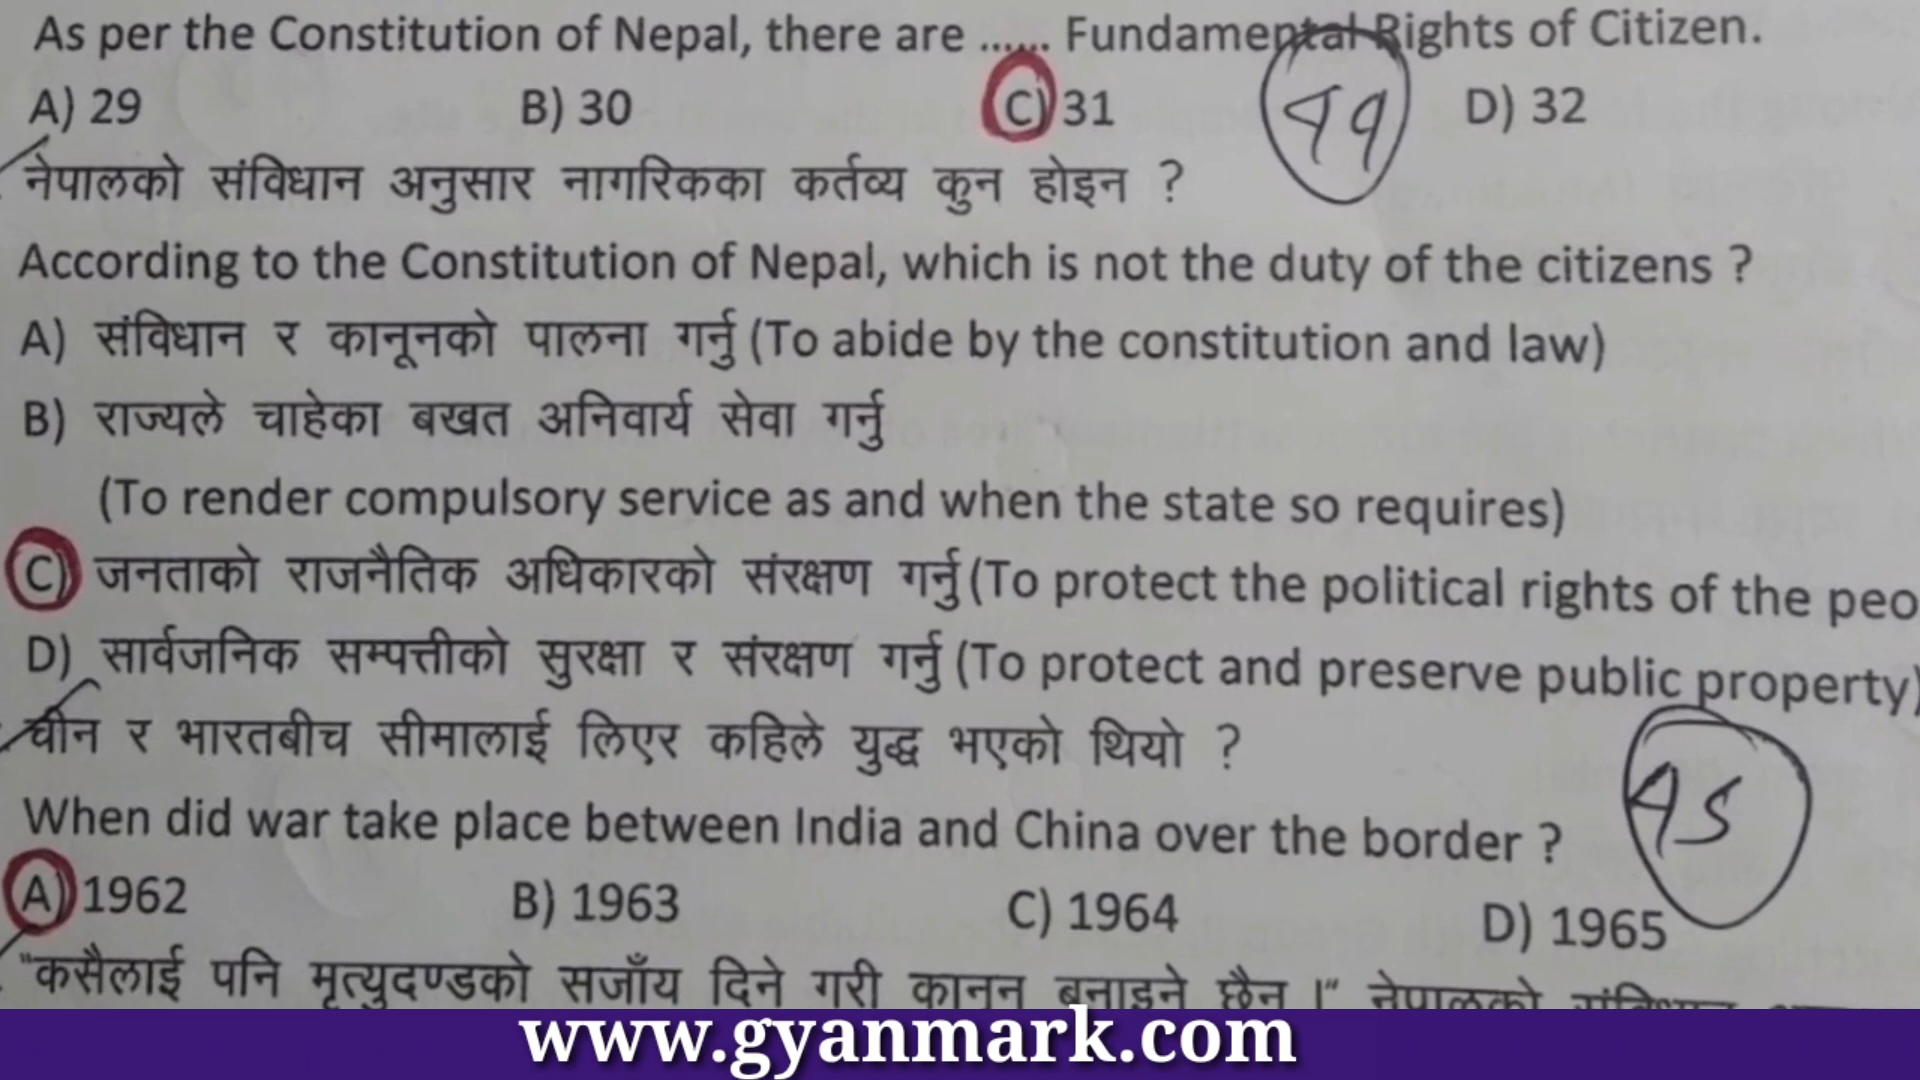 As per the Constitution of Nepal, there are ...... Fundamental Rights of Citizen.
A) 29 B) 30 C) 31 D) 32
नेपालको संविधान अनुसार नागरिकका कर्तव्य कुन होइन ?
According to the Constitution of Nepal, which is not the duty of the citizens ?
A) संविधान र कानूनको पालना गर्नु (To abide by the constitution and law)
B) राज्यले चाहेका बखत अनिवार्य सेवा गर्नु
(To render compulsory service as and when the state so requires)
C) जनताको राजनैतिक अधिकारको संरक्षण गर्नु (To protect the political rights of the peo
D) सार्वजनिक सम्पत्तीको सुरक्षा र संरक्षण गर्नु (To protect and preserve public property)
चीन र भारतबीच सीमालाई लिएर कहिले युद्ध भएको थियो ?
When did war take place between India and China over the border ?
A) 1962 B) 1963 C) 1964 D) 1965
"कसैलाई पनि मृत्युदण्डको सजाँय दिने गरी कानून बनाइने छैन ।" नेपालको
www.gyanmark.com